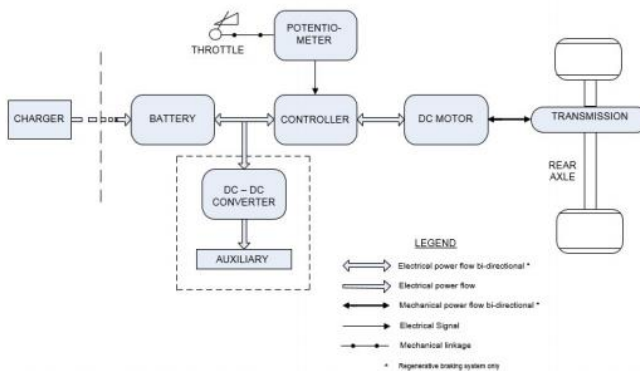 POTENTIO-
METER
THROTTLE
CHARGER
BATTERY
CONTROLLER
DC MOTOR
TRANSMISSION
REAR
AXLE
DC – DC
CONVERTER
AUXILIARY
LEGEND
Electrical power flow bi-directional *
Electrical power flow
Mechanical power flow bi-directional *
Electrical Signal
Mechanical linkage
* Regenerative braking system only